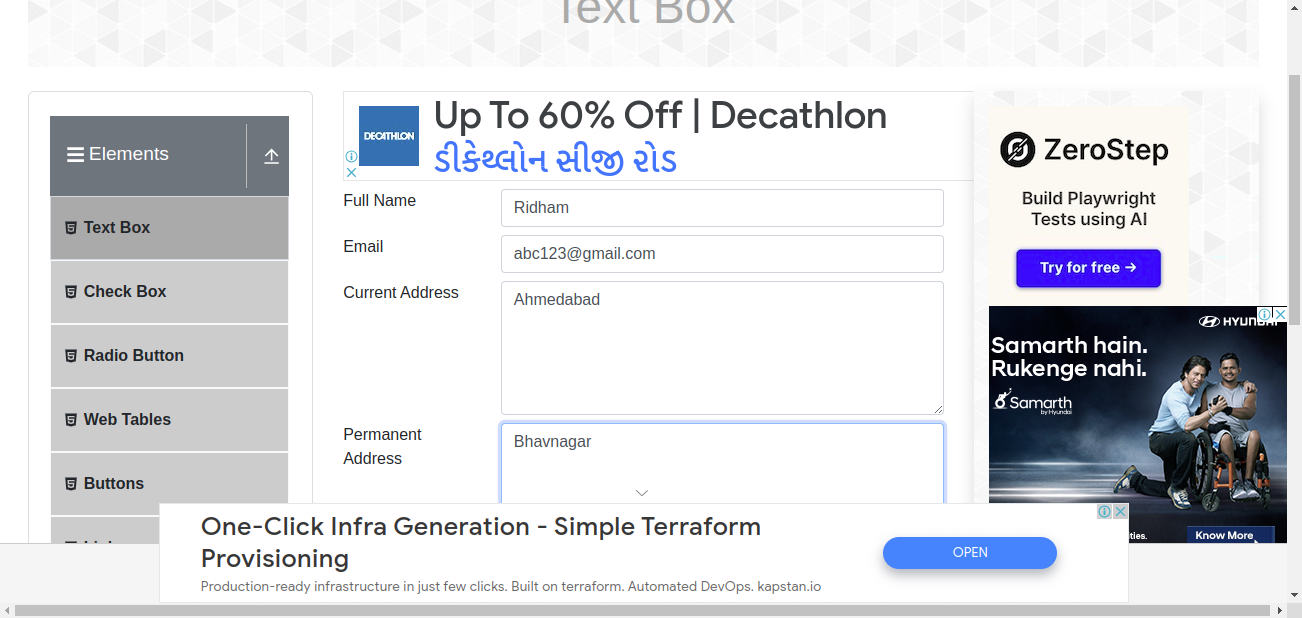 Text Box
Elements
Text Box
Check Box
Radio Button
Web Tables
Buttons
DECATHLON
Up To 60% Off | Decathlon
ડીકેથ્લોન સીજી રોડ
Full Name
Ridham
Email
abc123@gmail.com
Current Address
Ahmedabad
Permanent
Address
Bhavnagar
ZeroStep
Build Playwright
Tests using AI
Try for free →
HYUNDAI
Samarth hain.
Rukenge nahi.
Samarth
by Hyundai
Know More
One-Click Infra Generation - Simple Terraform
Provisioning
Production-ready infrastructure in just few clicks. Built on terraform. Automated DevOps. kapstan.io
OPEN